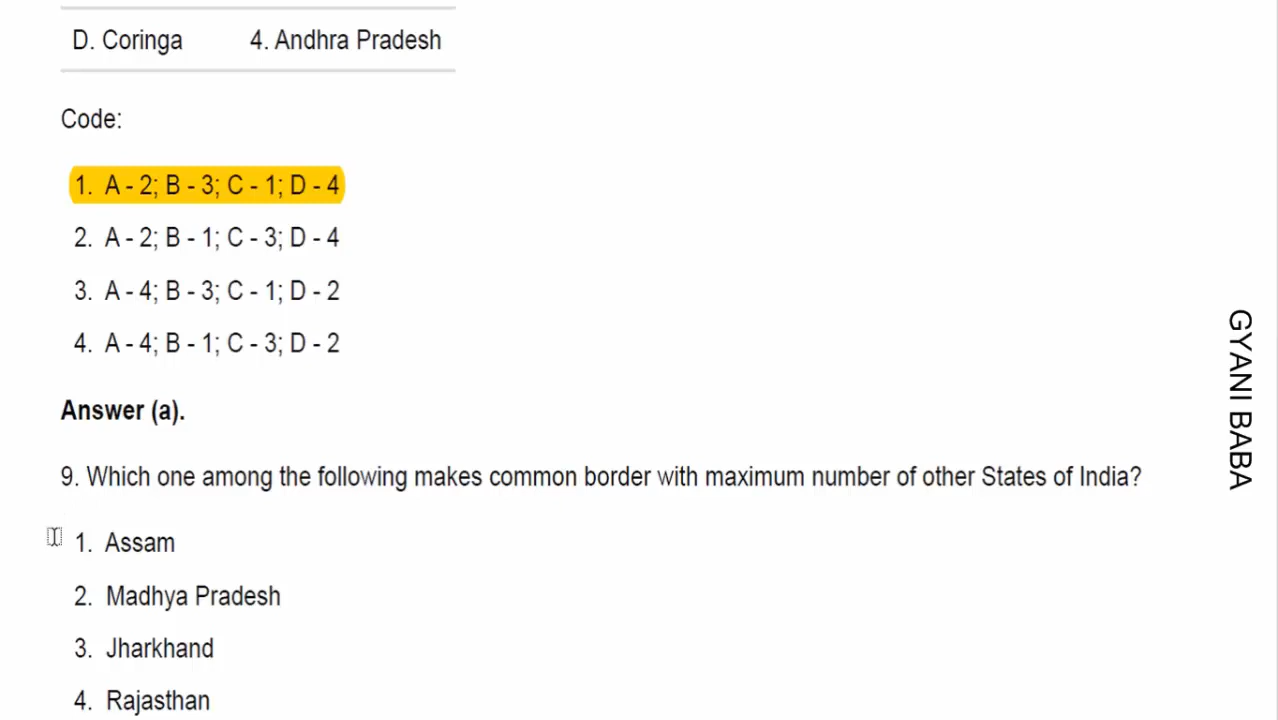 D. Coringa 4. Andhra Pradesh
Code:
1. A - 2; B - 3; C - 1; D - 4
2. A - 2; B - 1; C - 3; D - 4
3. A - 4; B - 3; C - 1; D - 2
4. A - 4; B - 1; C - 3; D - 2
Answer (a).
9. Which one among the following makes common border with maximum number of other States of India?
1. Assam
2. Madhya Pradesh
3. Jharkhand
4. Rajasthan
GYANI BABA